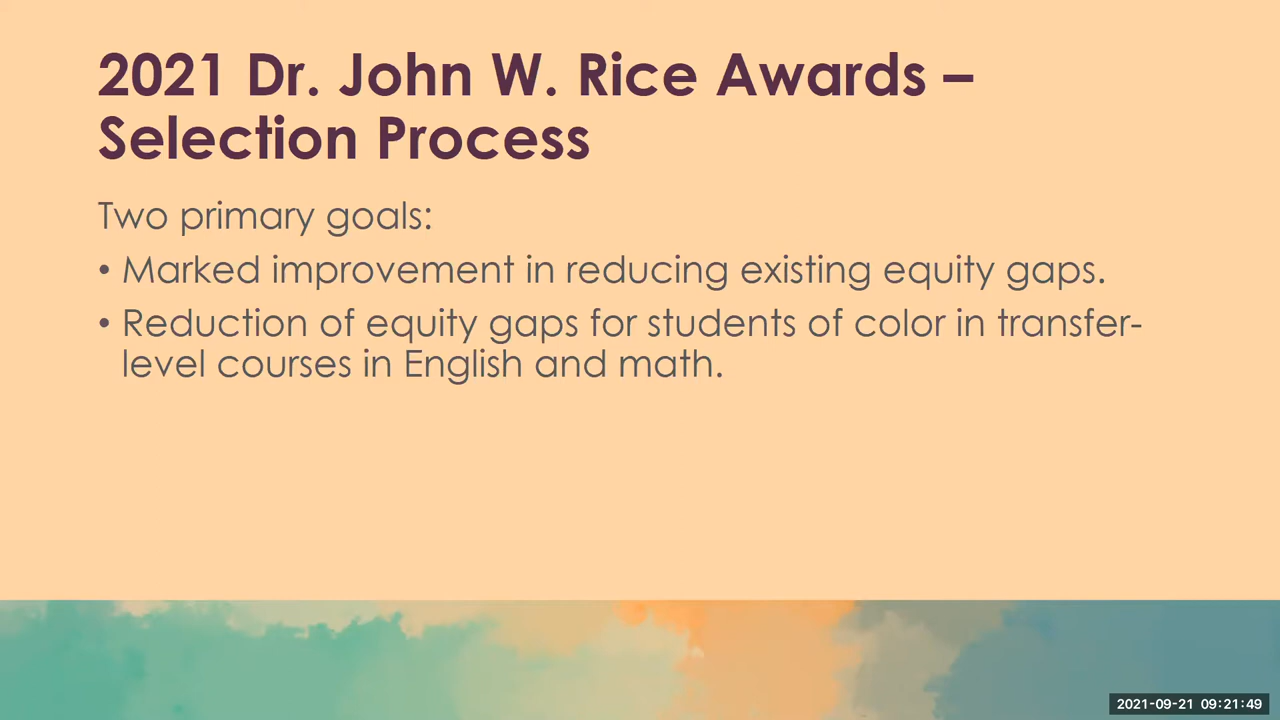 2021 Dr. John W. Rice Awards –
Selection Process
Two primary goals:
• Marked improvement in reducing existing equity gaps.
• Reduction of equity gaps for students of color in transfer-
level courses in English and math.
2021-09-21 09:21:49